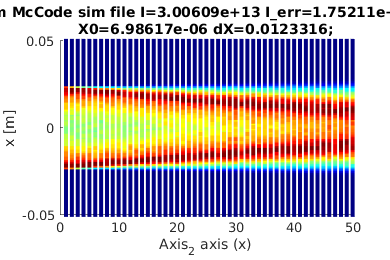 McCode sim file I=3.00609e+13 I_err=1.75211e-
X0=6.98617e-06 dX=0.0123316;
0.05
x [m]
0
-0.05
0 10 20 30 40 50
Axis2 axis (x)